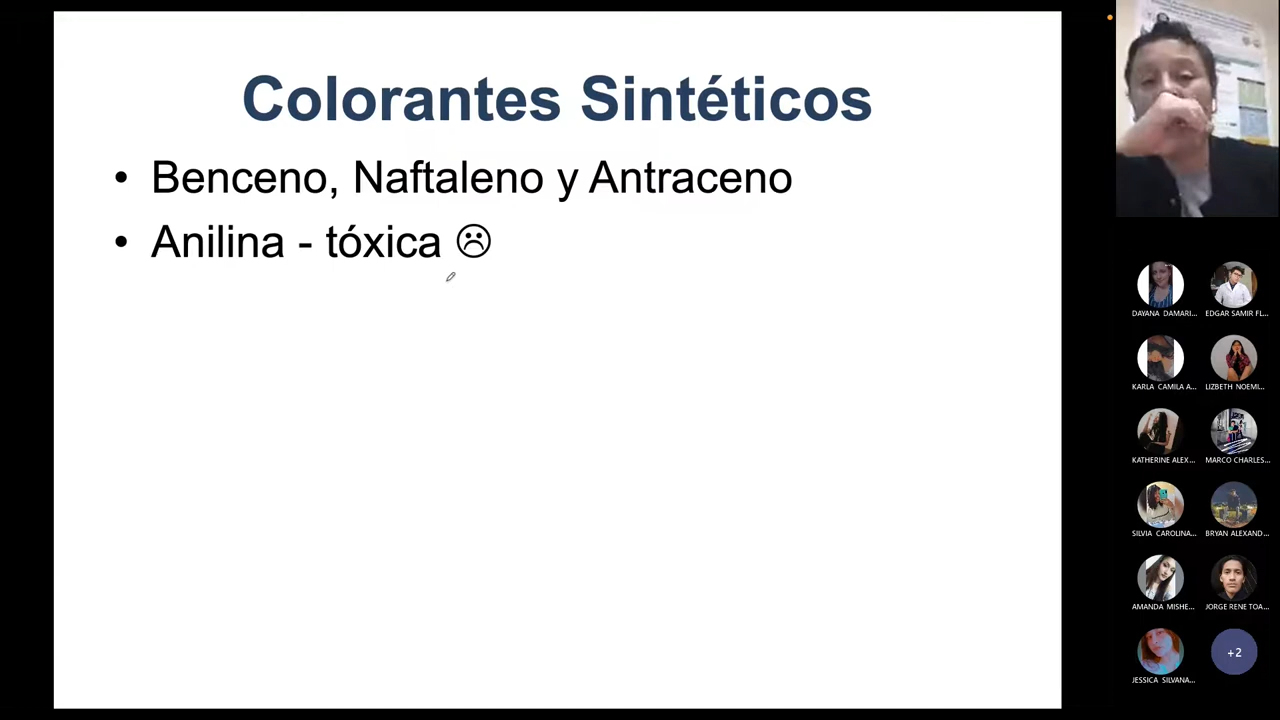 Colorantes Sintéticos
• Benceno, Naftaleno y Antraceno
• Anilina - tóxica ☹
DAYANA DAMARI...
EDGAR SAMIR FL...
KARLA CAMILA A...
LIZBETH NOEMI...
KATHERINE ALEX...
MARCO CHARLES...
SILVIA CAROLINA...
BRYAN ALEXAND...
AMANDA MISHE...
JORGE RENE TOA...
JESSICA SILVANA...
+2